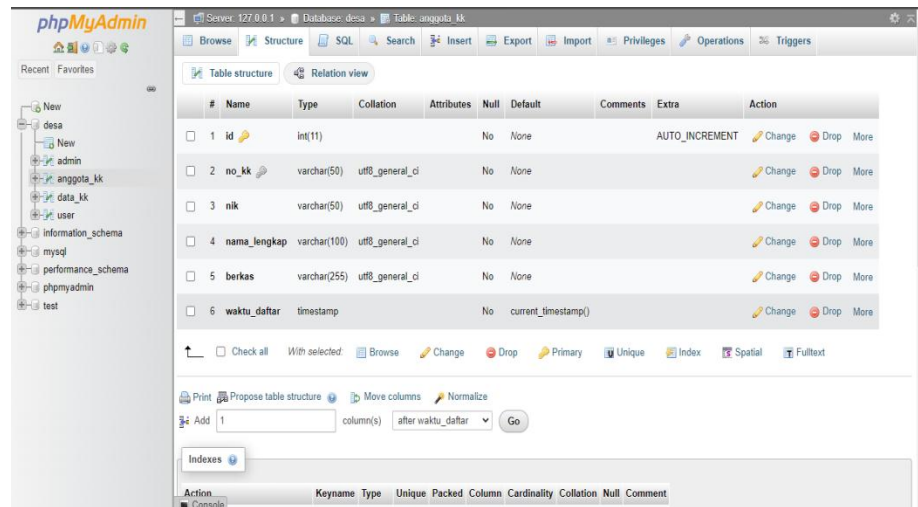 phpMyAdmin
Recent Favorites
New
desa
New
admin
anggota_kk
data_kk
user
information_schema
mysql
performance_schema
phpmyadmin
test
Server: 127.0.0.1 » Database: desa » Table: anggota_kk
Browse Structure SQL Search Insert Export Import Privileges Operations Triggers
Table structure Relation view
# Name Type Collation Attributes Null Default Comments Extra Action
1 id int(11) No None AUTO_INCREMENT Change Drop More
2 no_kk varchar(50) utf8_general_ci No None Change Drop More
3 nik varchar(50) utf8_general_ci No None Change Drop More
4 nama_lengkap varchar(100) utf8_general_ci No None Change Drop More
5 berkas varchar(255) utf8_general_ci No None Change Drop More
6 waktu_daftar timestamp No current_timestamp() Change Drop More
Check all With selected: Browse Change Drop Primary Unique Index Spatial Fulltext
Print Propose table structure Move columns Normalize
Add 1 column(s) after waktu_daftar Go
Indexes
Action Keyname Type Unique Packed Column Cardinality Collation Null Comment
Console